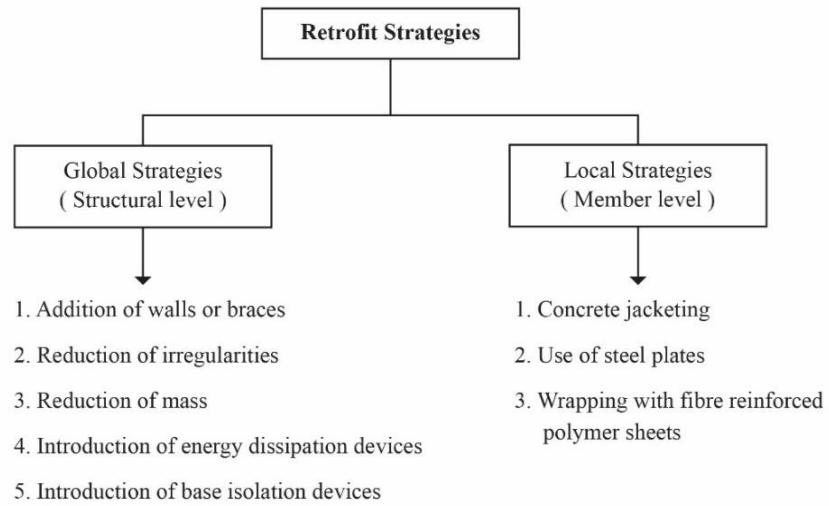 Retrofit Strategies
Global Strategies
( Structural level )
Local Strategies
( Member level )
1. Addition of walls or braces
2. Reduction of irregularities
3. Reduction of mass
4. Introduction of energy dissipation devices
5. Introduction of base isolation devices
1. Concrete jacketing
2. Use of steel plates
3. Wrapping with fibre reinforced
polymer sheets